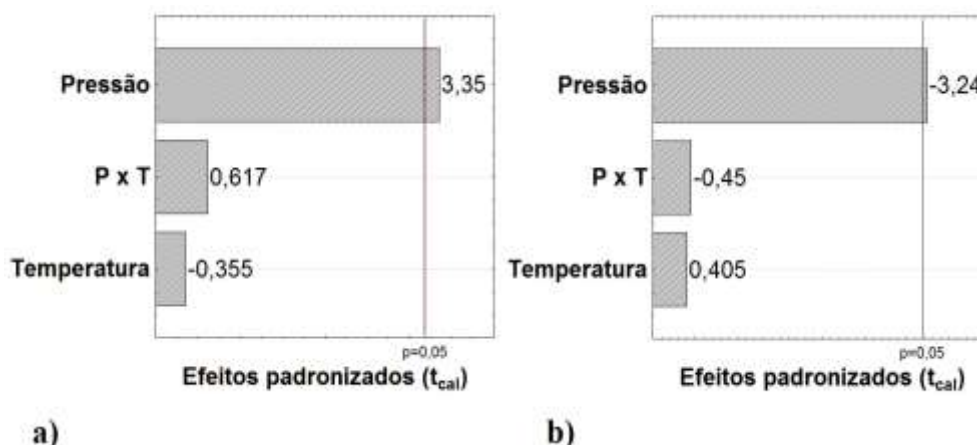 Pressão
3,35
P x T
0,617
Temperatura
-0,355
p=0,05
Efeitos padronizados (tcal)
a)
Pressão
-3,24
P x T
-0,45
Temperatura
0,405
p=0,05
Efeitos padronizados (tcal)
b)